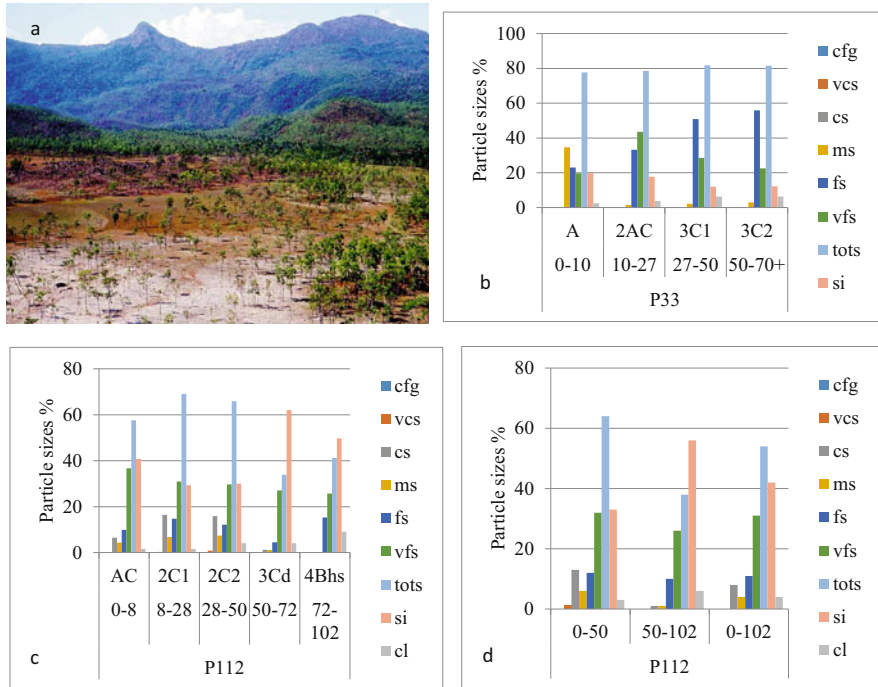 a
Particle sizes %
100
80
60
40
20
0
A 2AC 3C1 3C2
0-10 10-27 27-50 50-70+
P33
b
cfg
vcs
cs
ms
fs
vfs
tots
si
Particle sizes %
80
60
40
20
0
AC 2C1 2C2 3Cd 4Bhs
0-8 8-28 28-50 50-72 72-
102
P112
c
cfg
vcs
cs
ms
fs
vfs
tots
si
cl
Particle sizes %
80
60
40
20
0
0-50 50-102 0-102
P112
d
cfg
vcs
cs
ms
fs
vfs
tots
si
cl